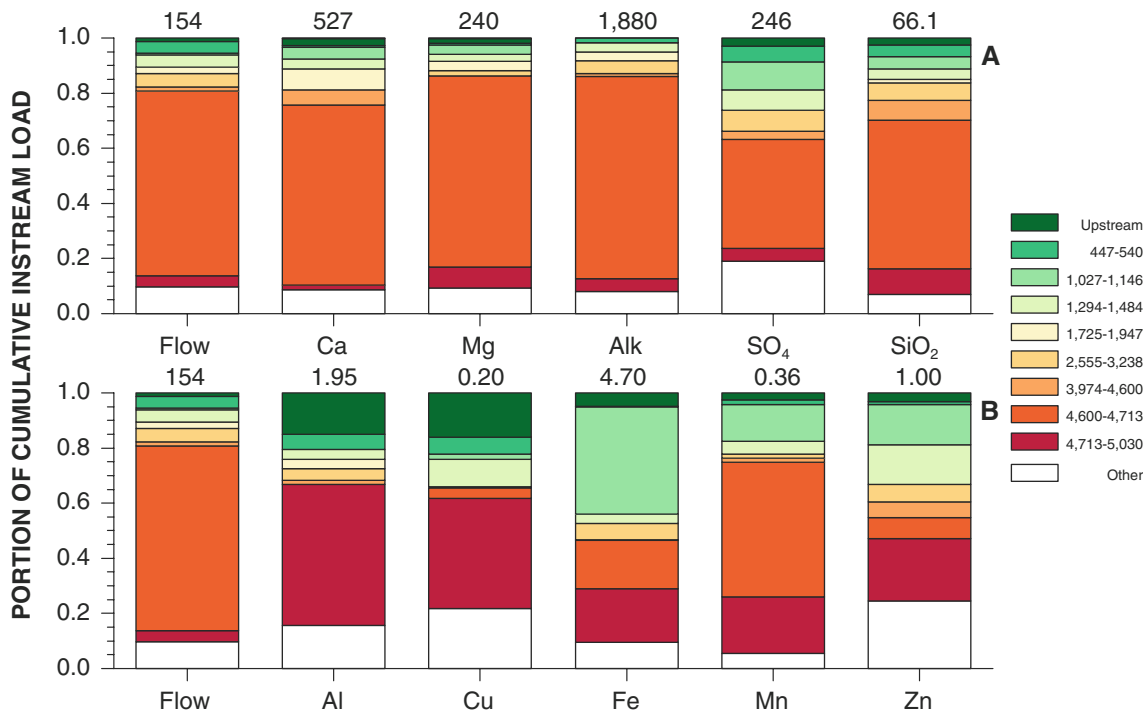 PORTION OF CUMULATIVE INSTREAM LOAD
154 527 240 1,880 246 66.1
1.0
0.8
0.6
0.4
0.2
0.0
A
Flow Ca Mg Alk SO4 SiO2
154 1.95 0.20 4.70 0.36 1.00
1.0
0.8
0.6
0.4
0.2
0.0
B
Flow Al Cu Fe Mn Zn
Upstream
447-540
1,027-1,146
1,294-1,484
1,725-1,947
2,555-3,238
3,974-4,600
4,600-4,713
4,713-5,030
Other